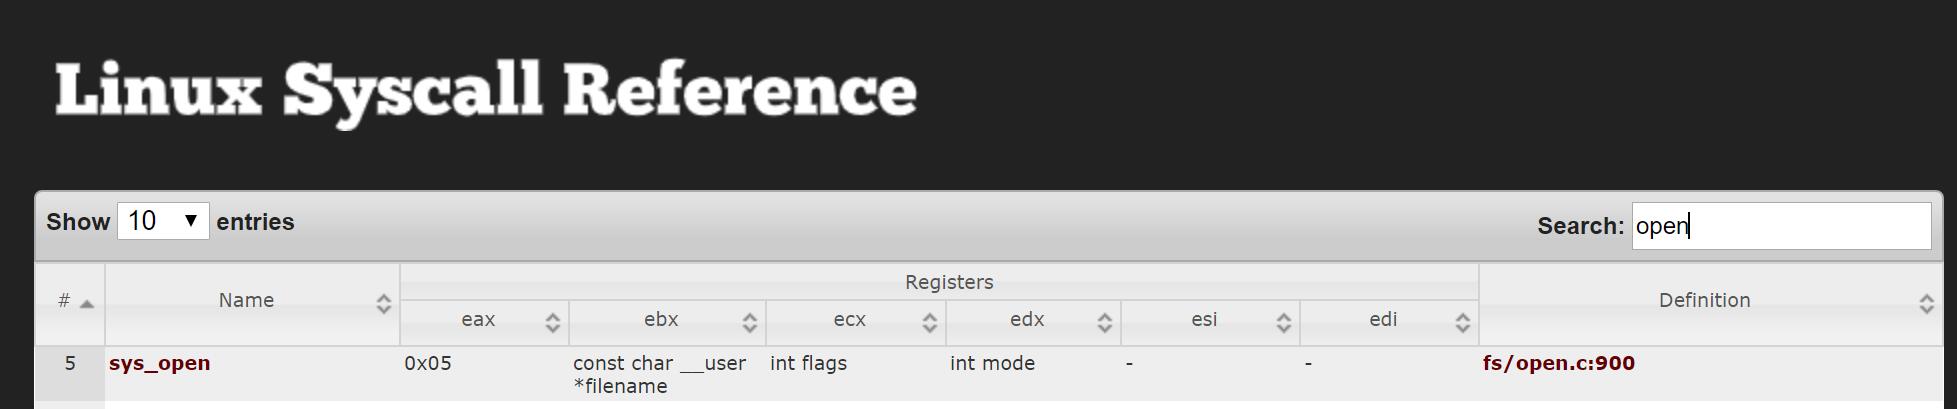 Linux Syscall Reference
Show 10 entries
Search: open
# Name Registers Definition
eax ebx ecx edx esi edi
5 sys_open 0x05 const char __user int flags int mode - - fs/open.c:900
*filename